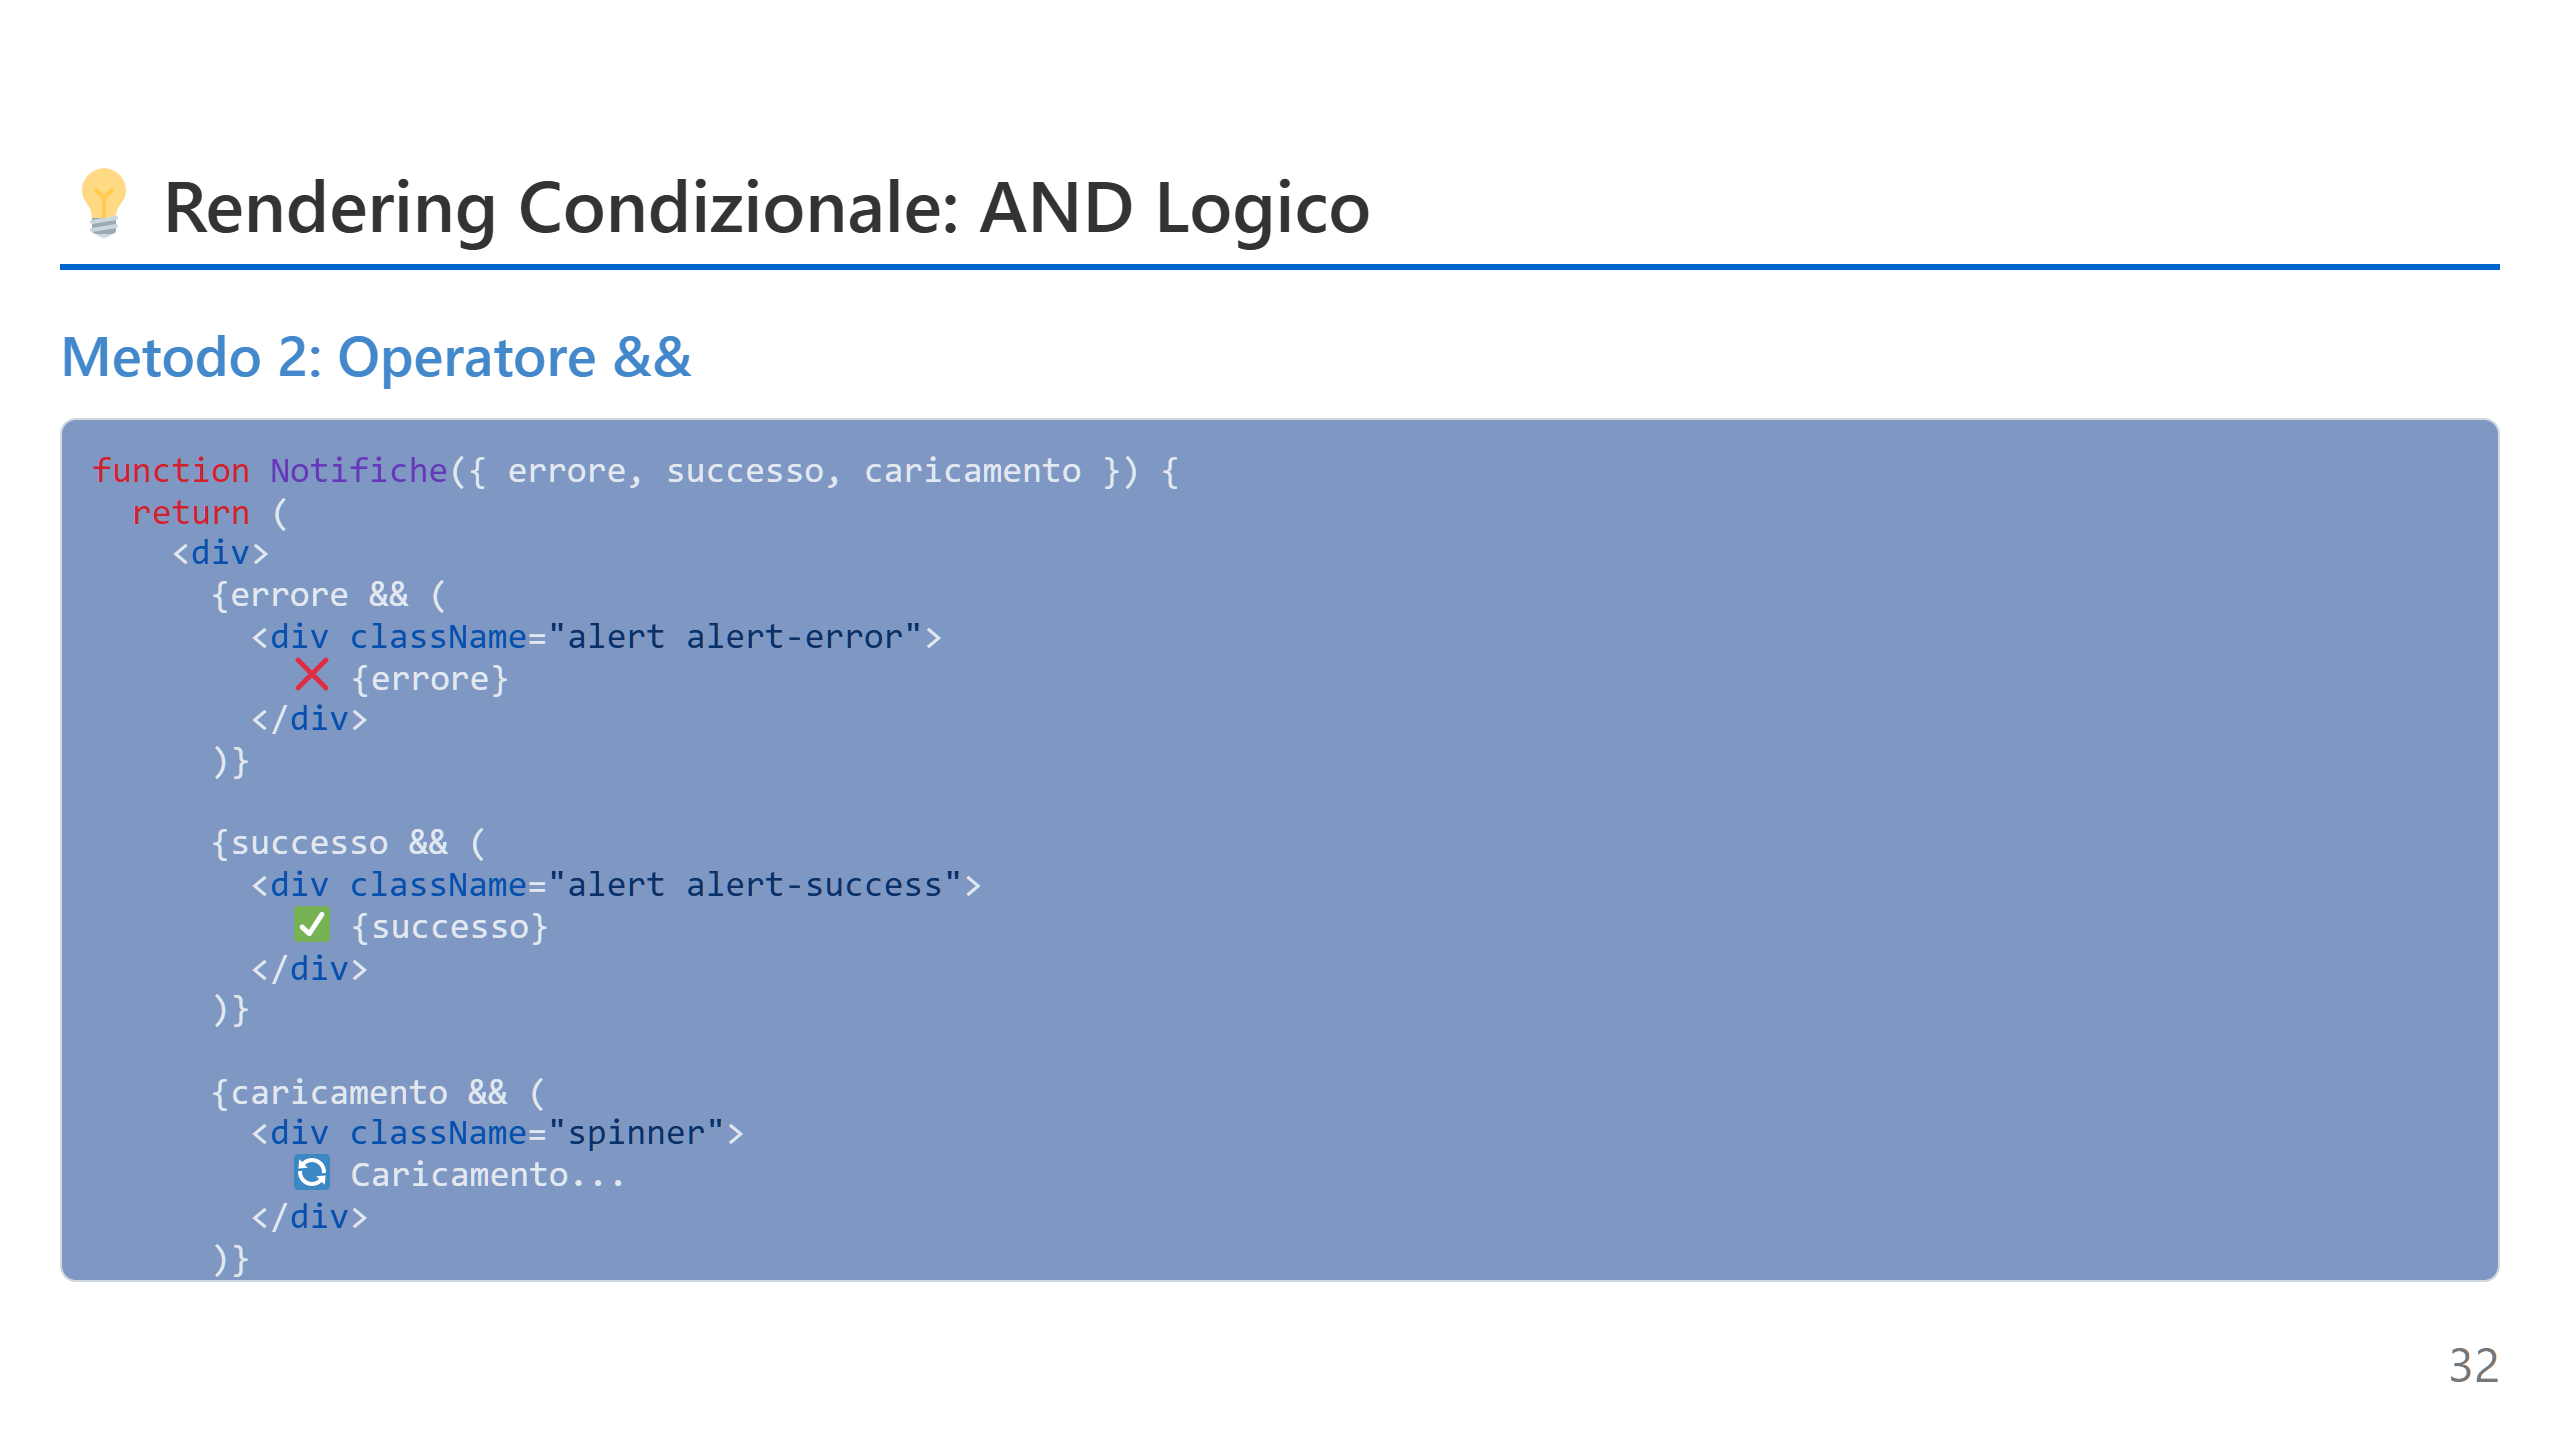 💡 Rendering Condizionale: AND Logico
Metodo 2: Operatore &&
function Notifiche({ errore, successo, caricamento }) {
  return (
    <div>
      {errore && (
        <div className="alert alert-error">
          ❌ {errore}
        </div>
      )}

      {successo && (
        <div className="alert alert-success">
          ✅ {successo}
        </div>
      )}

      {caricamento && (
        <div className="spinner">
          🔄 Caricamento...
        </div>
      )}
32